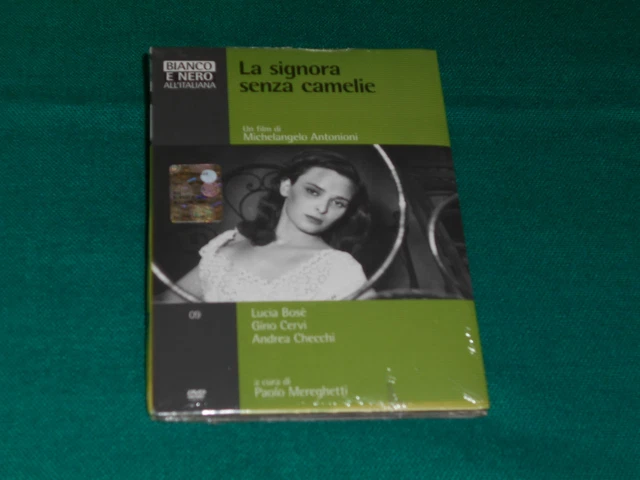 BIANCO
E NERO
ALL'ITALIANA
La signora
senza camelie
Un film di
Michelangelo Antonioni
09
Lucia Bosè
Gino Cervi
Andrea Checchi
DVD
a cura di
Paolo Mereghetti